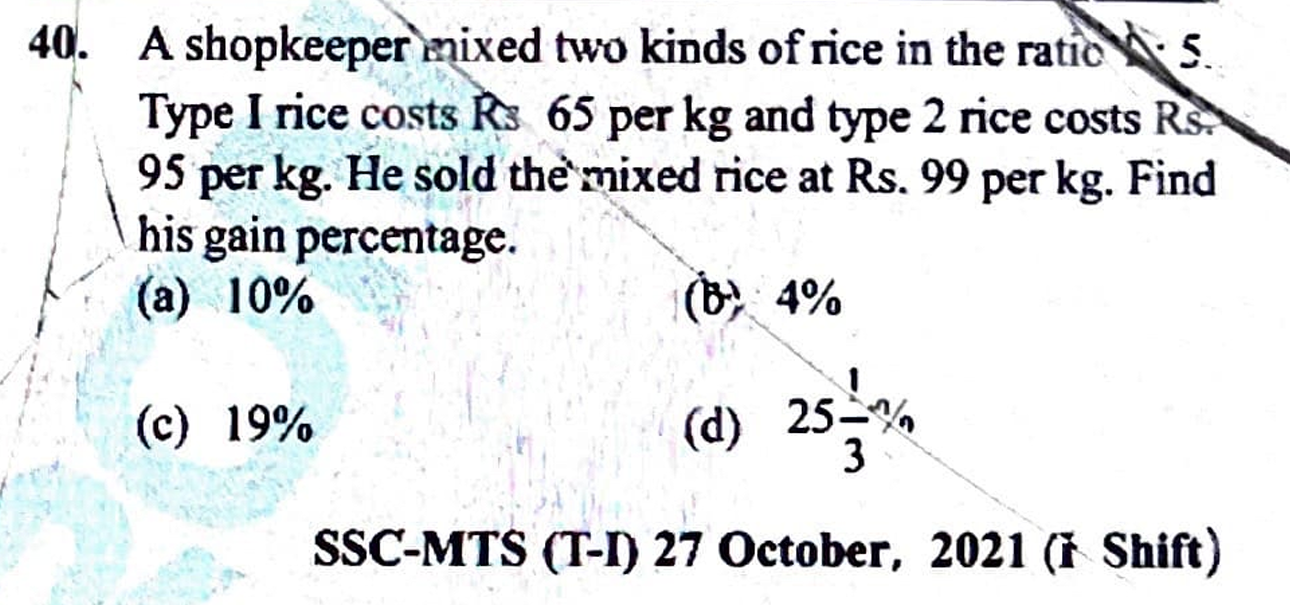 40. A shopkeeper mixed two kinds of rice in the ratio : 5.
Type I rice costs Rs 65 per kg and type 2 rice costs Rs.
95 per kg. He sold the mixed rice at Rs. 99 per kg. Find
his gain percentage.
(a) 10% (b) 4%
(c) 19% (d) 25 1/3 %
SSC-MTS (T-I) 27 October, 2021 (I Shift)